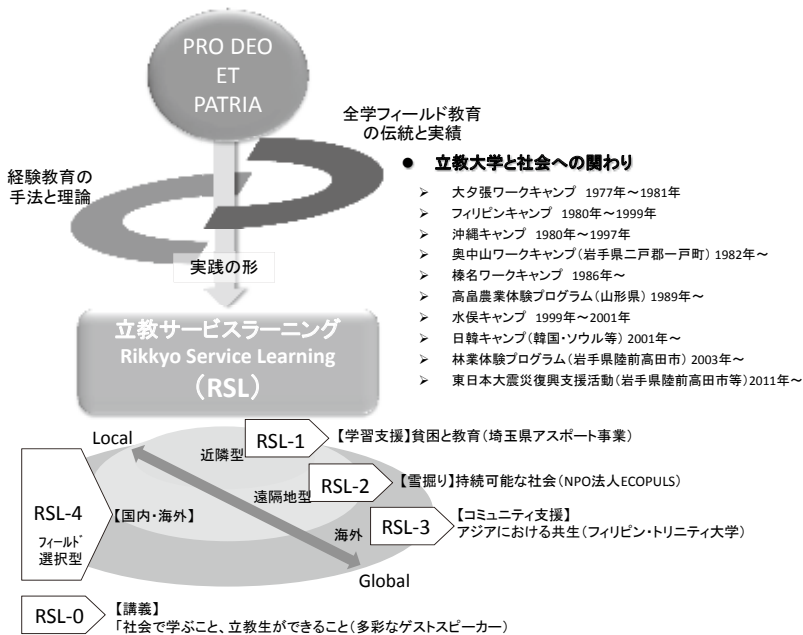 PRO DEO
ET
PATRIA
全学フィールド教育
の伝統と実績
経験教育の
手法と理論
実践の形
● 立教大学と社会への関わり
➢ 大夕張ワークキャンプ 1977年～1981年
➢ フィリピンキャンプ 1980年～1999年
➢ 沖縄キャンプ 1980年～1997年
➢ 奥中山ワークキャンプ(岩手県二戸郡一戸町) 1982年～
➢ 榛名ワークキャンプ 1986年～
➢ 高畠農業体験プログラム(山形県) 1989年～
➢ 水俣キャンプ 1999年～2001年
➢ 日韓キャンプ(韓国・ソウル等) 2001年～
➢ 林業体験プログラム(岩手県陸前高田市) 2003年～
➢ 東日本大震災復興支援活動(岩手県陸前高田市等)2011年～
立教サービスラーニング
Rikkyo Service Learning
(RSL)
Local
近隣型
RSL-1
【学習支援】貧困と教育(埼玉県アスポート事業)
遠隔地型
RSL-2
【雪掘り】持続可能な社会(NPO法人ECOPULS)
海外
RSL-3
【コミュニティ支援】
アジアにおける共生(フィリピン・トリニティ大学)
Global
RSL-4
フィールド
選択型
【国内・海外】
RSL-0
【講義】
「社会で学ぶこと、立教生ができること(多彩なゲストスピーカー)